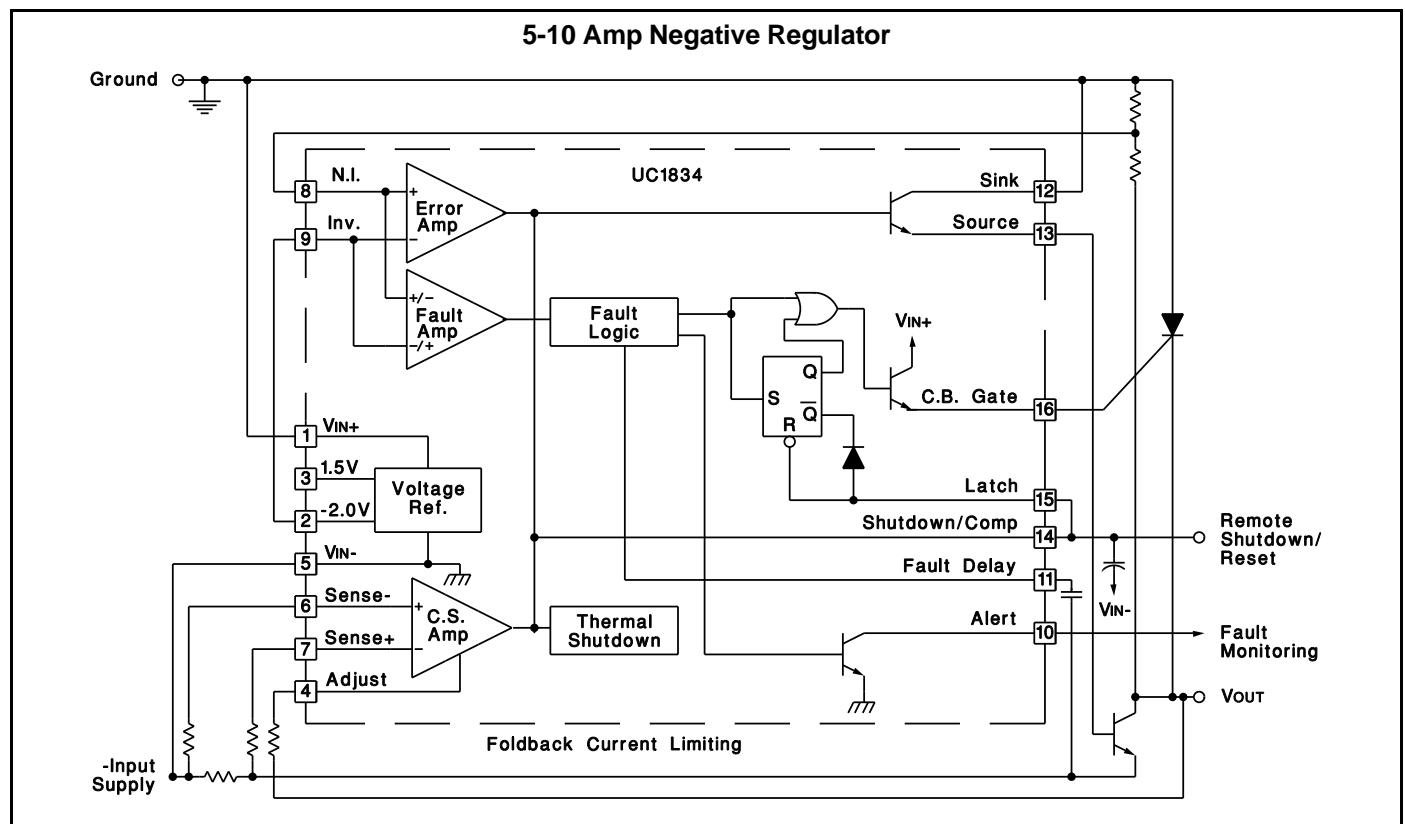 5-10 Amp Negative Regulator
Ground
UC1834
8
N.I.
+
Error
Amp
−
9
Inv.
Sink
12
Source
13
+/−
Fault
Amp
−/+
Fault
Logic
VIN+
S
Q
Q̅
R
C.B. Gate
16
1
VIN+
3
1.5V
2
-2.0V
Voltage
Ref.
5
VIN-
6
Sense-
7
Sense+
4
Adjust
+
C.S.
Amp
−
Thermal
Shutdown
Latch
15
Shutdown/Comp
14
Fault Delay
11
Alert
10
Remote
Shutdown/
Reset
VIN-
Fault
Monitoring
VOUT
Foldback Current Limiting
-Input
Supply